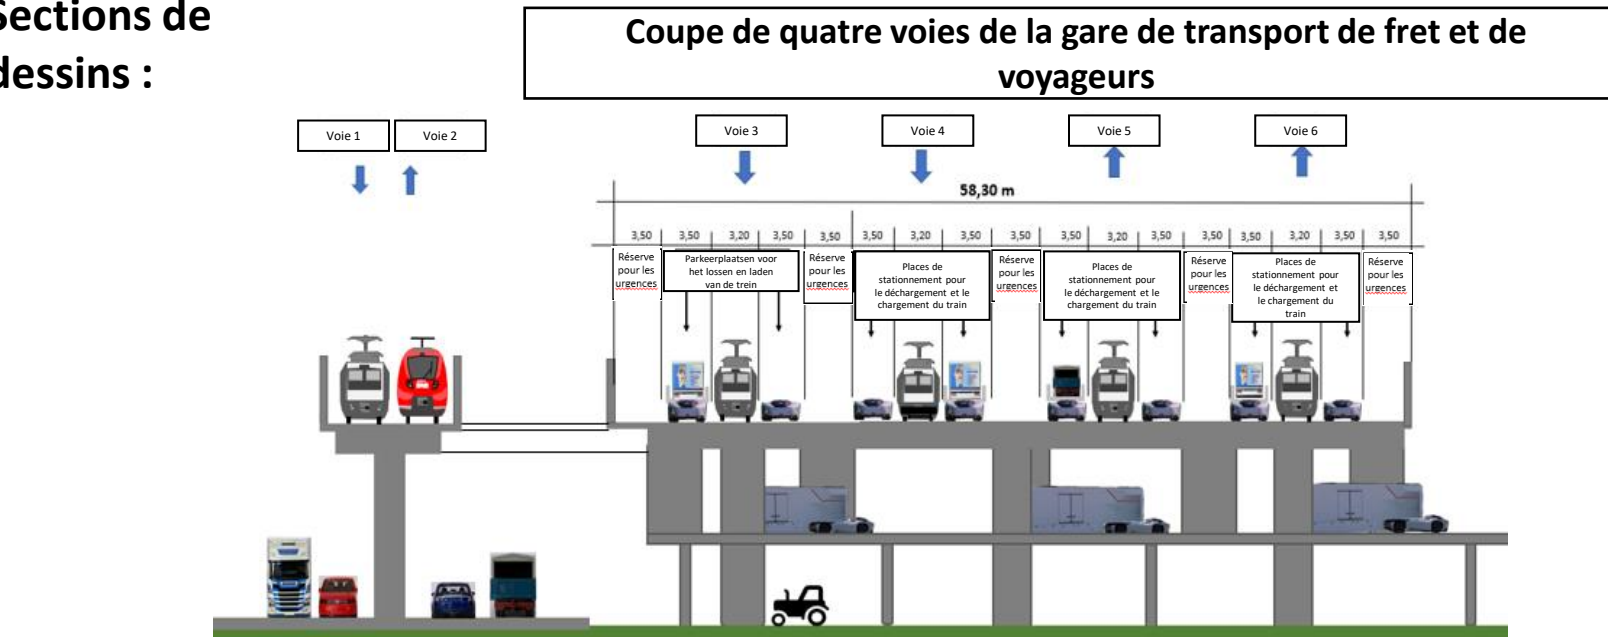 Sections de
dessins :
Coupe de quatre voies de la gare de transport de fret et de
voyageurs
Voie 1
Voie 2
Voie 3
Voie 4
Voie 5
Voie 6
58,30 m
3,50 3,50 3,20 3,50 3,50 3,50 3,20 3,50 3,50 3,50 3,20 3,50 3,50 3,50 3,20 3,50 3,50
Réserve
pour les
urgences
Parkeerplaatsen voor
het lossen en laden
van de trein
Réserve
pour les
urgences
Places de
stationnement pour
le déchargement et le
chargement du train
Réserve
pour les
urgences
Places de
stationnement pour
le déchargement et le
chargement du train
Réserve
pour les
urgences
Places de
stationnement pour
le déchargement et
le chargement du
train
Réserve
pour les
urgences